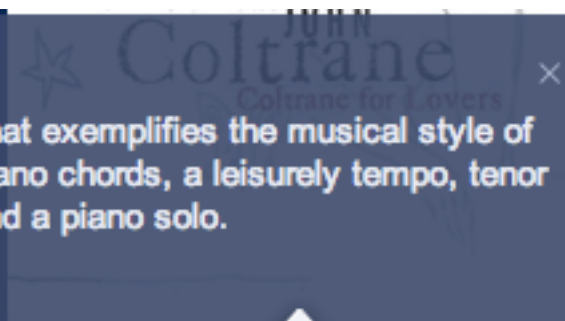 JOHN
Coltrane
Coltrane for Lovers
at exemplifies the musical style of
ano chords, a leisurely tempo, tenor
d a piano solo.